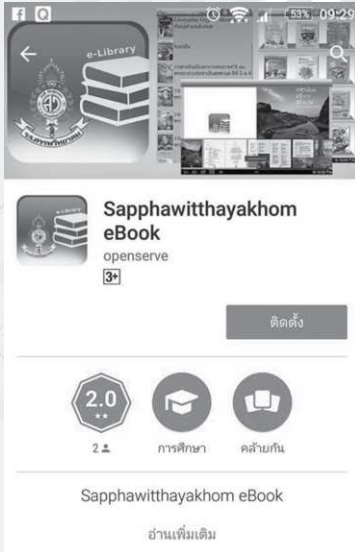 53% 09:29
e-Library
Sapphawitthayakhom
eBook
openserve
3+
ติดตั้ง
2.0
2
การศึกษา
คล้ายกัน
Sapphawitthayakhom eBook
อ่านเพิ่มเติม